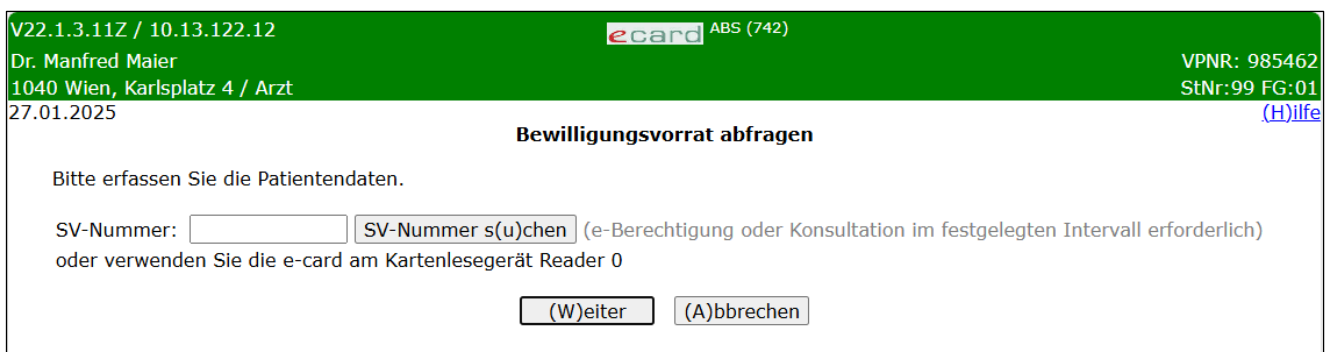 V22.1.3.11Z / 10.13.122.12 ecard ABS (742)
Dr. Manfred Maier VPNR: 985462
1040 Wien, Karlsplatz 4 / Arzt StNr:99 FG:01
27.01.2025 (H)ilfe
Bewilligungsvorrat abfragen
Bitte erfassen Sie die Patientendaten.
SV-Nummer: SV-Nummer s(u)chen (e-Berechtigung oder Konsultation im festgelegten Intervall erforderlich)
oder verwenden Sie die e-card am Kartenlesegerät Reader 0
(W)eiter (A)bbrechen